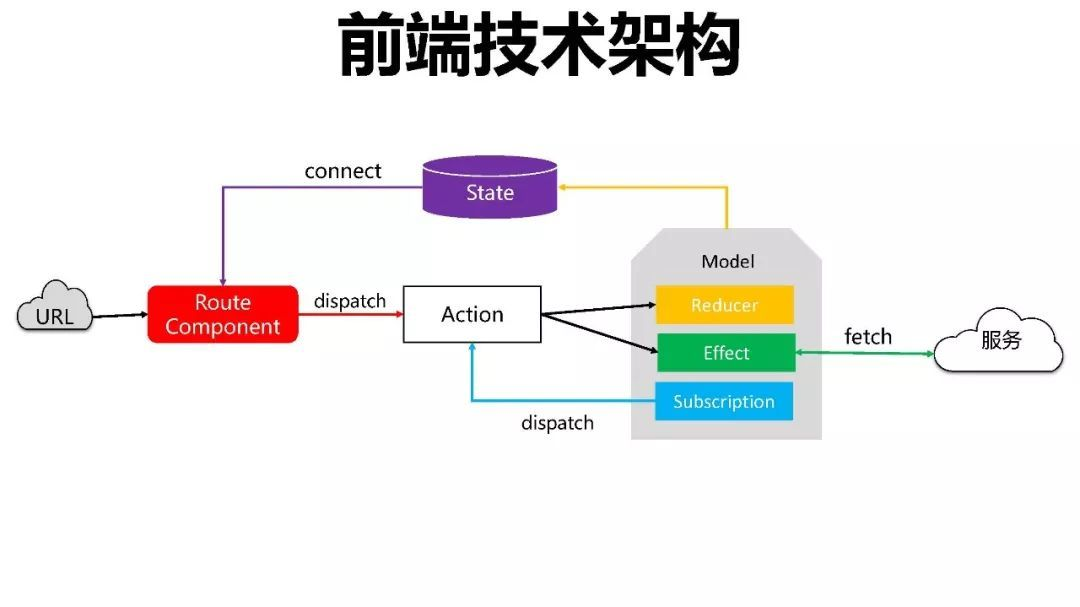 前端技术架构
connect
State
Model
URL
Route
Component
dispatch
Action
Reducer
Effect
fetch
服务
Subscription
dispatch